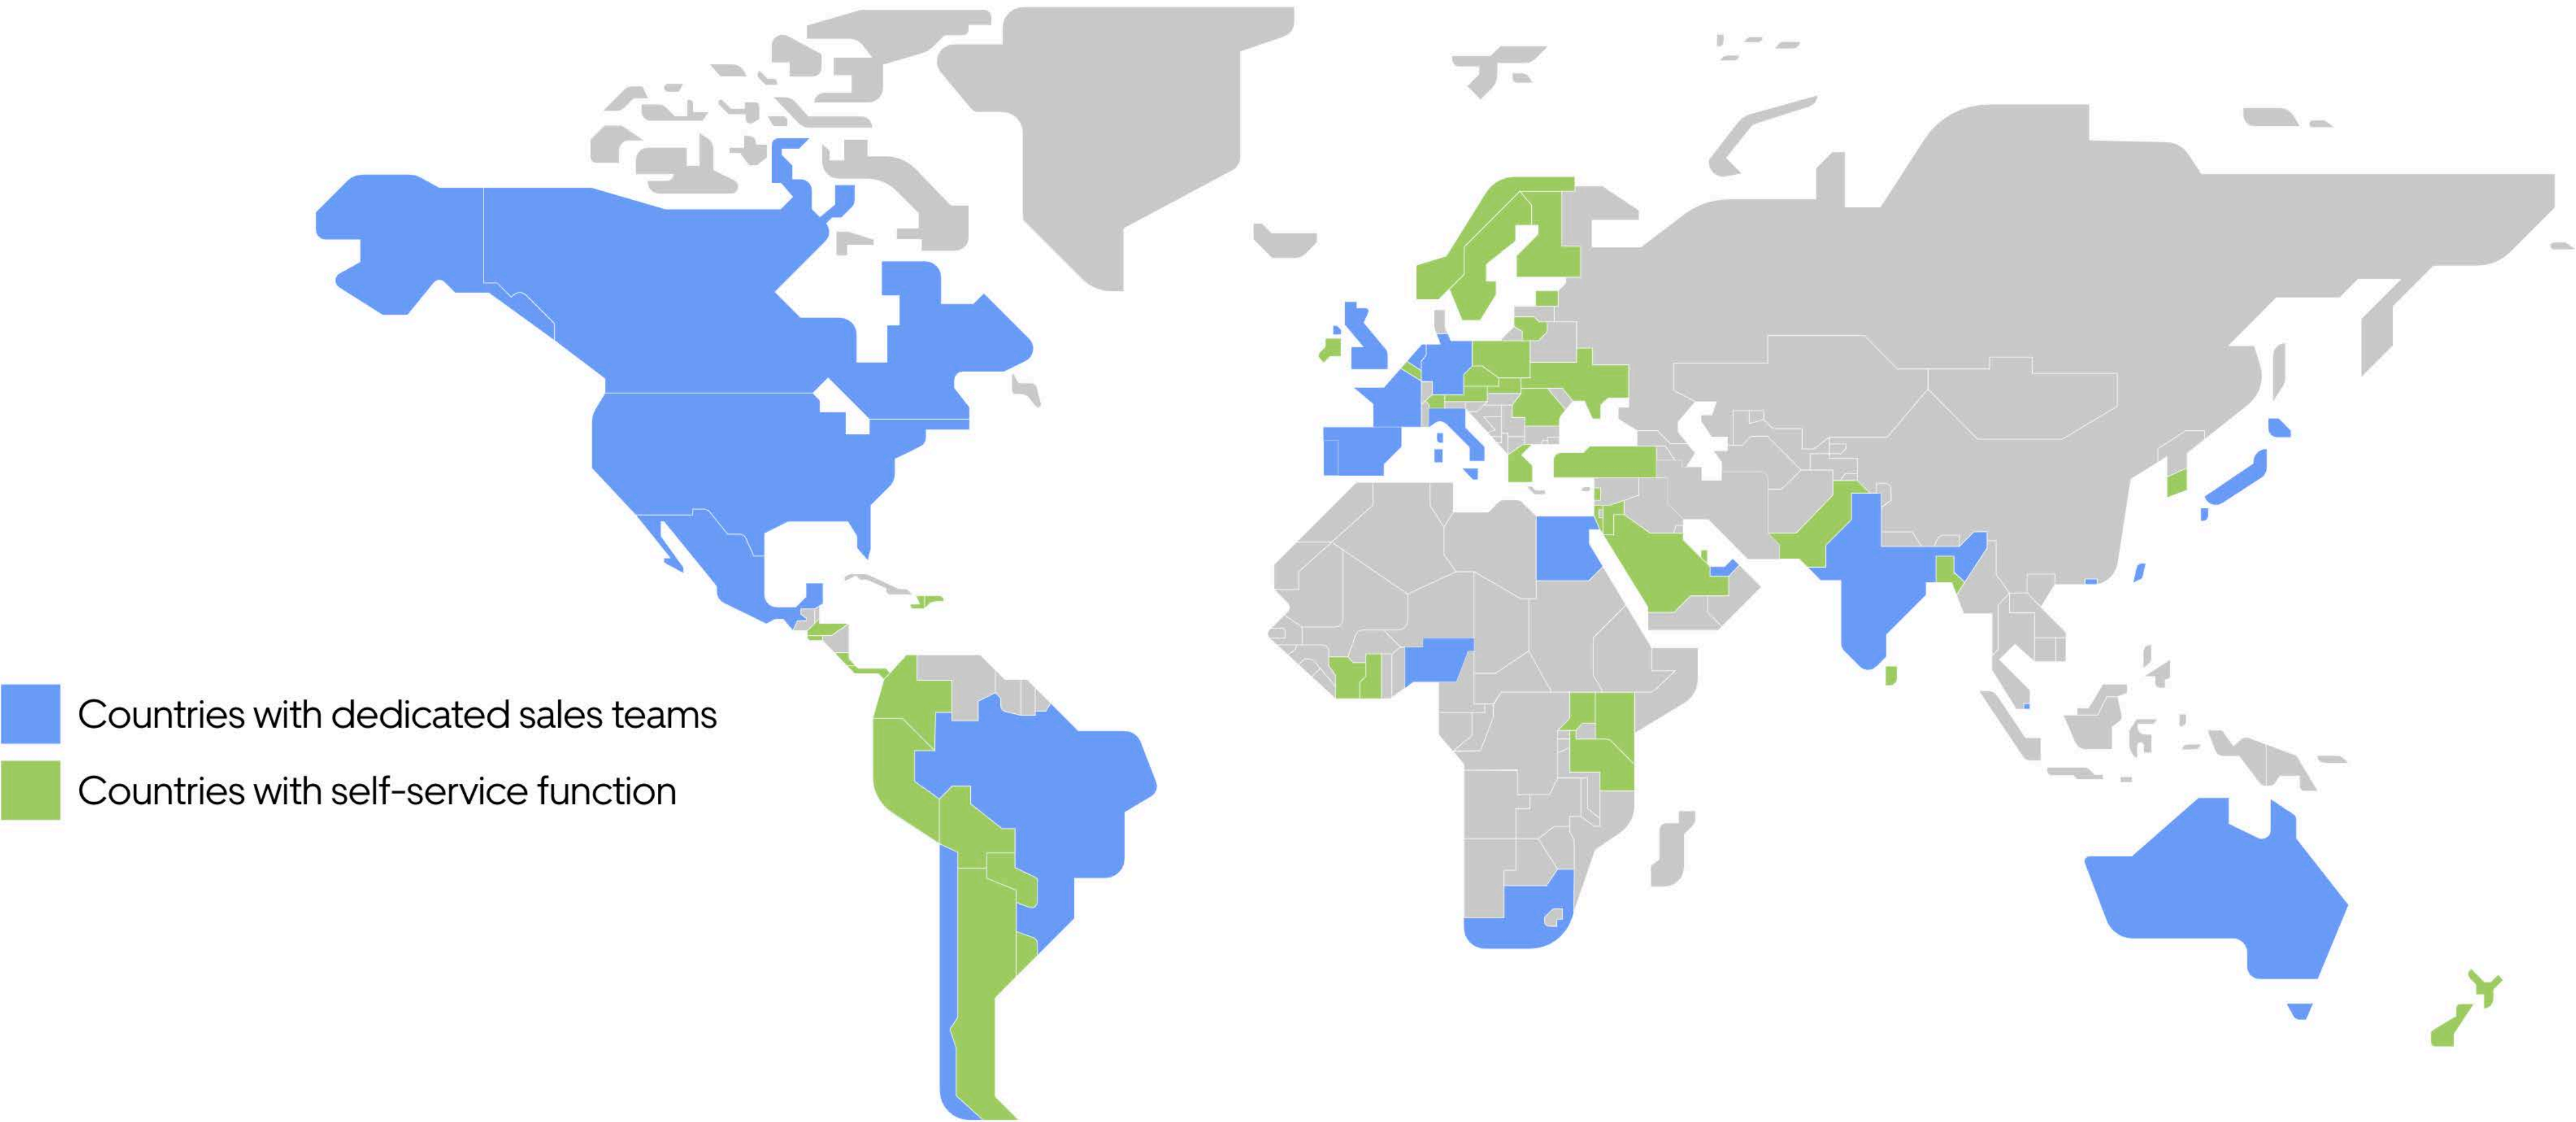 Countries with dedicated sales teams
Countries with self-service function